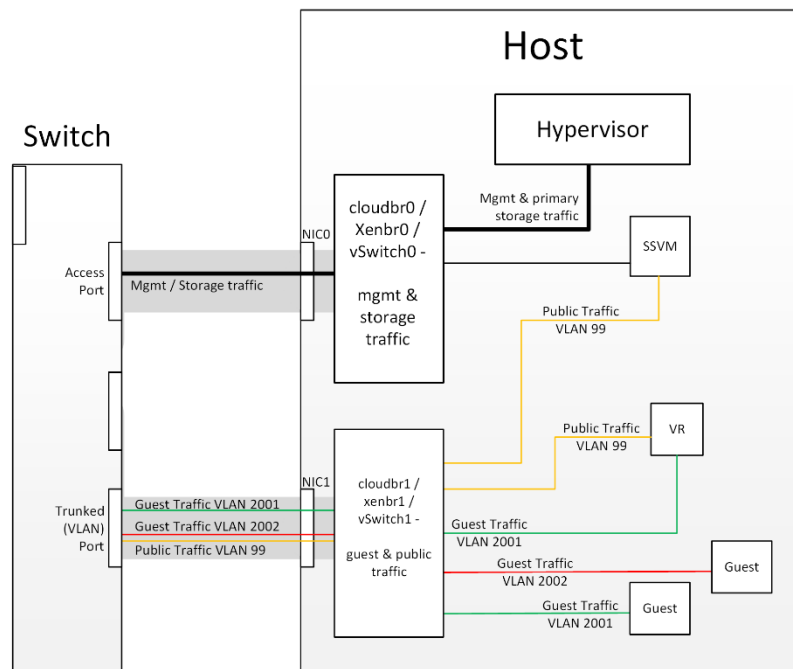 Host
Switch
Hypervisor
Mgmt & primary
storage traffic
cloudbr0 /
Xenbr0 /
vSwitch0 -
mgmt &
storage
traffic
NIC0
SSVM
Access
Port
Mgmt / Storage traffic
Public Traffic
VLAN 99
Public Traffic
VLAN 99
VR
NIC1
cloudbr1 /
xenbr1 /
vSwitch1 -
guest & public
traffic
Trunked
(VLAN)
Port
Guest Traffic VLAN 2001
Guest Traffic VLAN 2002
Public Traffic VLAN 99
Guest Traffic
VLAN 2001
Guest Traffic
VLAN 2002
Guest
Guest Traffic
VLAN 2001
Guest